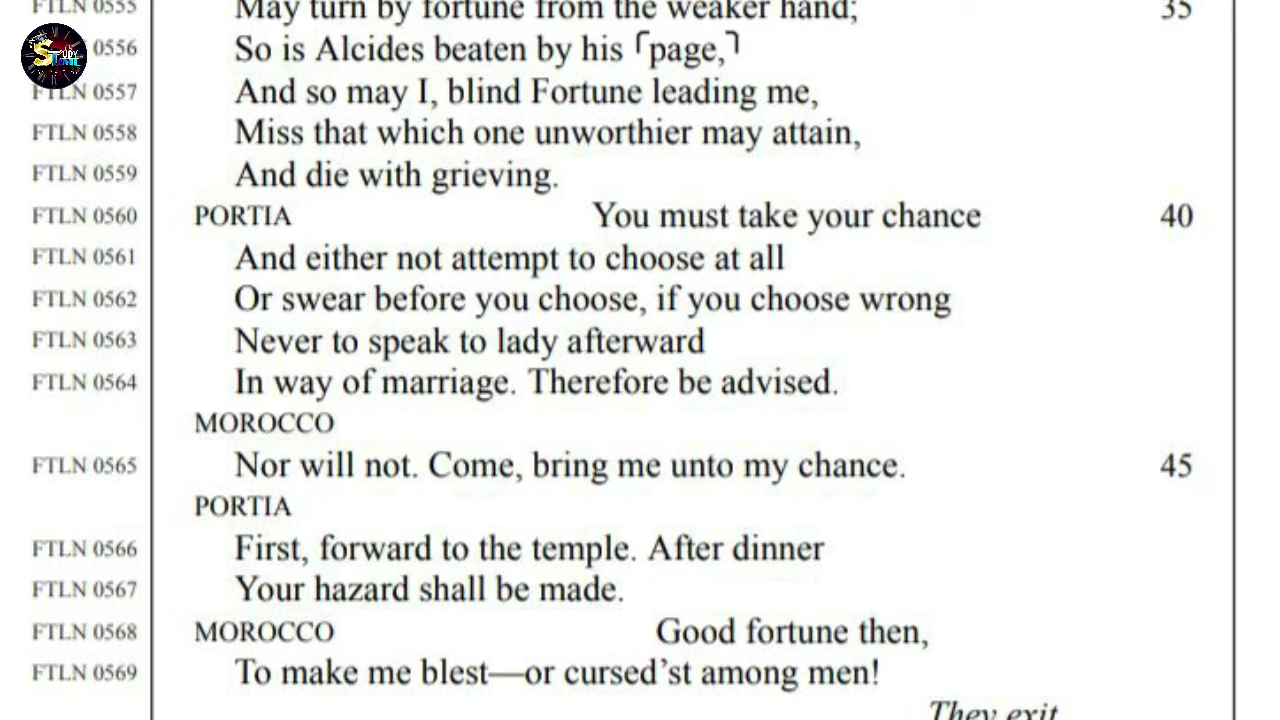 FTLN 0555 May turn by fortune from the weaker hand; 35
STUDY TIME
0556 So is Alcides beaten by his ⌜page,⌝
FTLN 0557 And so may I, blind Fortune leading me,
FTLN 0558 Miss that which one unworthier may attain,
FTLN 0559 And die with grieving.
FTLN 0560 PORTIA You must take your chance 40
FTLN 0561 And either not attempt to choose at all
FTLN 0562 Or swear before you choose, if you choose wrong
FTLN 0563 Never to speak to lady afterward
FTLN 0564 In way of marriage. Therefore be advised.
MOROCCO
FTLN 0565 Nor will not. Come, bring me unto my chance. 45
PORTIA
FTLN 0566 First, forward to the temple. After dinner
FTLN 0567 Your hazard shall be made.
FTLN 0568 MOROCCO Good fortune then,
FTLN 0569 To make me blest—or cursed’st among men!
They exit